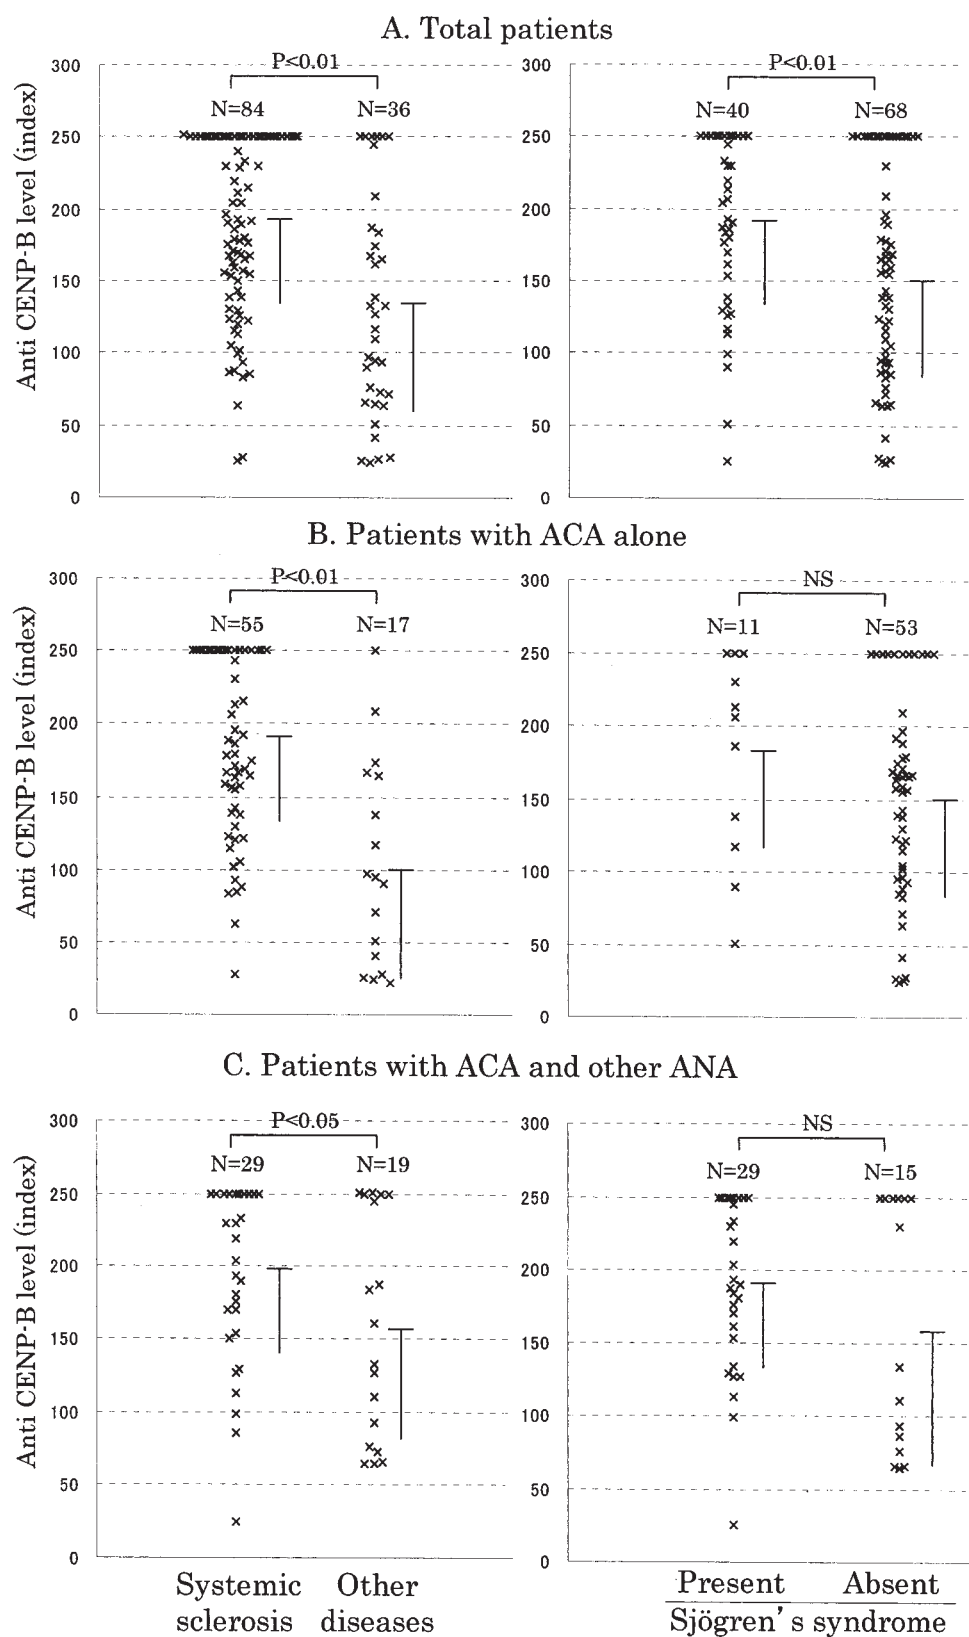 A. Total patients
Anti CENP-B level (index)
300
250
200
150
100
50
0
P<0.01
N=84
N=36
300
250
200
150
100
50
0
P<0.01
N=40
N=68
B. Patients with ACA alone
Anti CENP-B level (index)
300
250
200
150
100
50
0
P<0.01
N=55
N=17
300
250
200
150
100
50
0
NS
N=11
N=53
C. Patients with ACA and other ANA
Anti CENP-B level (index)
300
250
200
150
100
50
0
P<0.05
N=29
N=19
300
250
200
150
100
50
0
NS
N=29
N=15
Systemic
sclerosis
Other
diseases
Present
Absent
Sjögren's syndrome